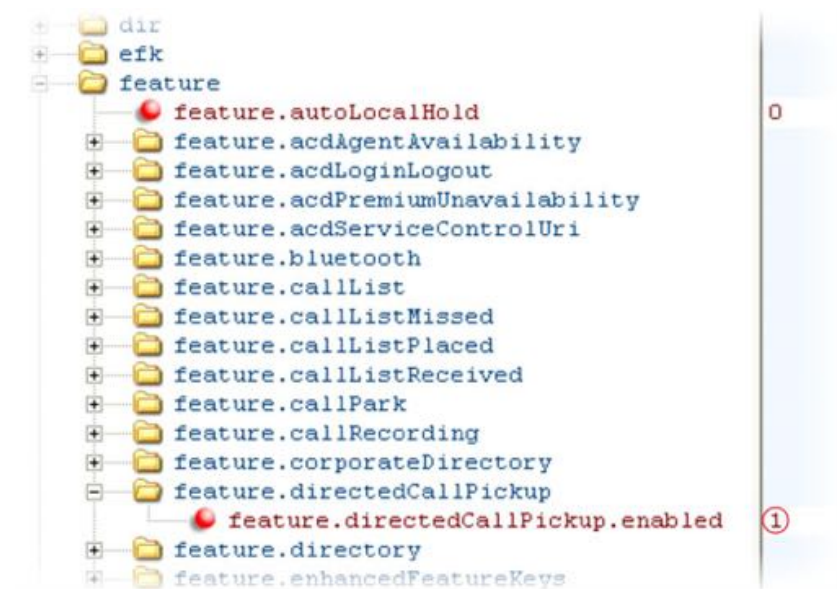 dir
efk
feature
feature.autoLocalHold 0
feature.acdAgentAvailability
feature.acdLoginLogout
feature.acdPremiumUnavailability
feature.acdServiceControlUri
feature.bluetooth
feature.callList
feature.callListMissed
feature.callListPlaced
feature.callListReceived
feature.callPark
feature.callRecording
feature.corporateDirectory
feature.directedCallPickup
feature.directedCallPickup.enabled 1
feature.directory
feature.enhancedFeatureKeys